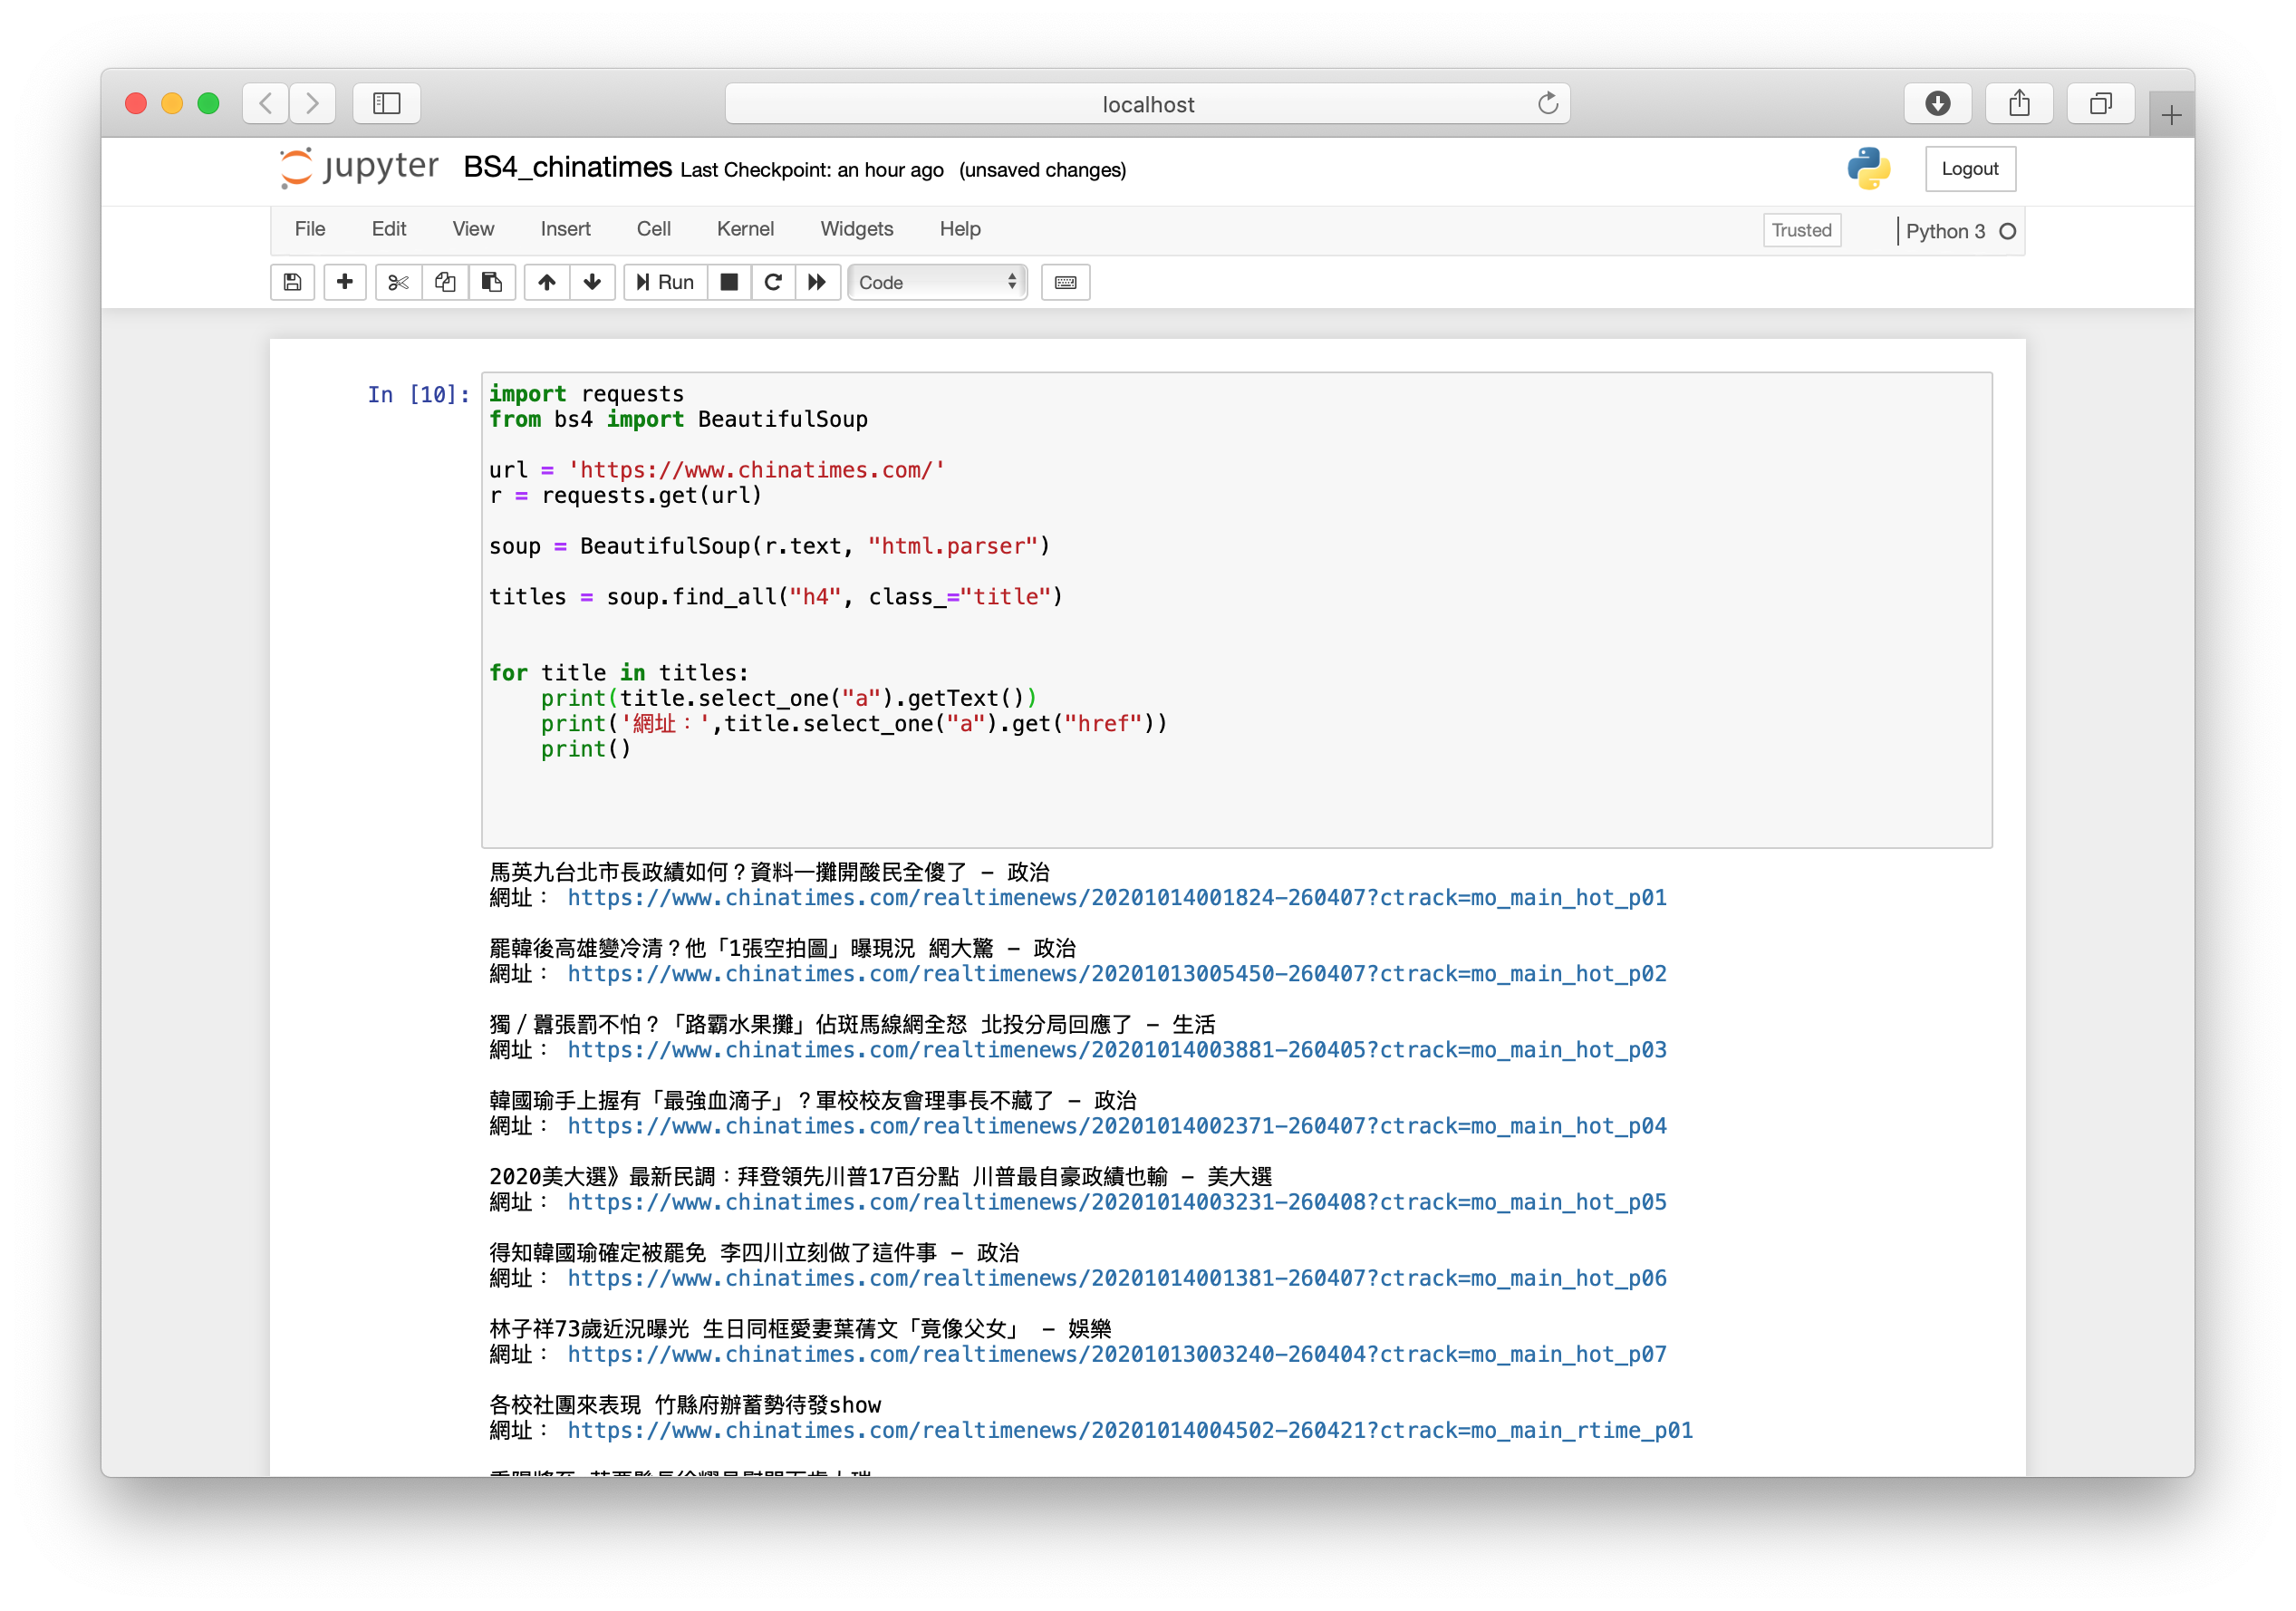 localhost
jupyter BS4_chinatimes Last Checkpoint: an hour ago (unsaved changes) Logout
File Edit View Insert Cell Kernel Widgets Help Trusted Python 3
Run Code
In [10]: import requests
from bs4 import BeautifulSoup
url = 'https://www.chinatimes.com/'
r = requests.get(url)
soup = BeautifulSoup(r.text, "html.parser")
titles = soup.find_all("h4", class_="title")
for title in titles:
    print(title.select_one("a").getText())
    print('網址：',title.select_one("a").get("href"))
    print()
馬英九台北市長政績如何？資料一攤開酸民全傻了 – 政治
網址： https://www.chinatimes.com/realtimenews/20201014001824-260407?ctrack=mo_main_hot_p01
罷韓後高雄變冷清？他「1張空拍圖」曝現況 網大驚 – 政治
網址： https://www.chinatimes.com/realtimenews/20201013005450-260407?ctrack=mo_main_hot_p02
獨／囂張罰不怕？「路霸水果攤」佔斑馬線網全怒 北投分局回應了 – 生活
網址： https://www.chinatimes.com/realtimenews/20201014003881-260405?ctrack=mo_main_hot_p03
韓國瑜手上握有「最強血滴子」？軍校校友會理事長不藏了 – 政治
網址： https://www.chinatimes.com/realtimenews/20201014002371-260407?ctrack=mo_main_hot_p04
2020美大選》最新民調：拜登領先川普17百分點 川普最自豪政績也輸 – 美大選
網址： https://www.chinatimes.com/realtimenews/20201014003231-260408?ctrack=mo_main_hot_p05
得知韓國瑜確定被罷免 李四川立刻做了這件事 – 政治
網址： https://www.chinatimes.com/realtimenews/20201014001381-260407?ctrack=mo_main_hot_p06
林子祥73歲近況曝光 生日同框愛妻葉蒨文「竟像父女」 – 娛樂
網址： https://www.chinatimes.com/realtimenews/20201013003240-260404?ctrack=mo_main_hot_p07
各校社團來表現 竹縣府辦蓄勢待發show
網址： https://www.chinatimes.com/realtimenews/20201014004502-260421?ctrack=mo_main_rtime_p01